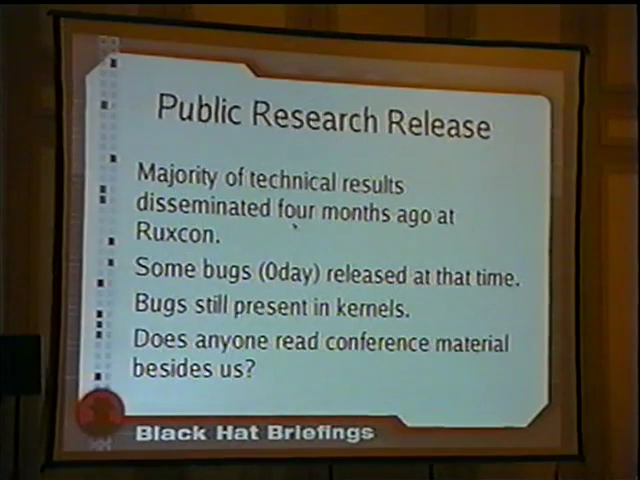 Public Research Release
Majority of technical results
disseminated four months ago at
Ruxcon.
Some bugs (0day) released at that time.
Bugs still present in kernels.
Does anyone read conference material
besides us?
Black Hat Briefings